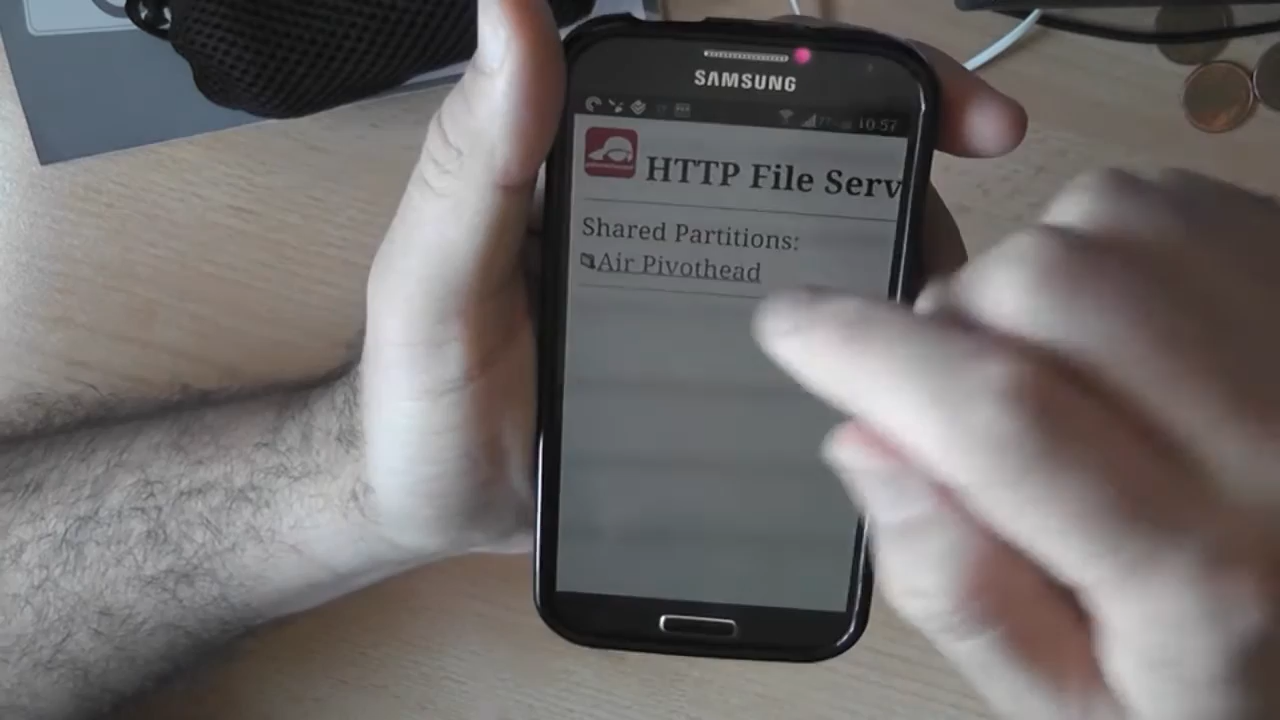 SAMSUNG
10:57
HTTP File Serv
Shared Partitions:
Air Pivothead